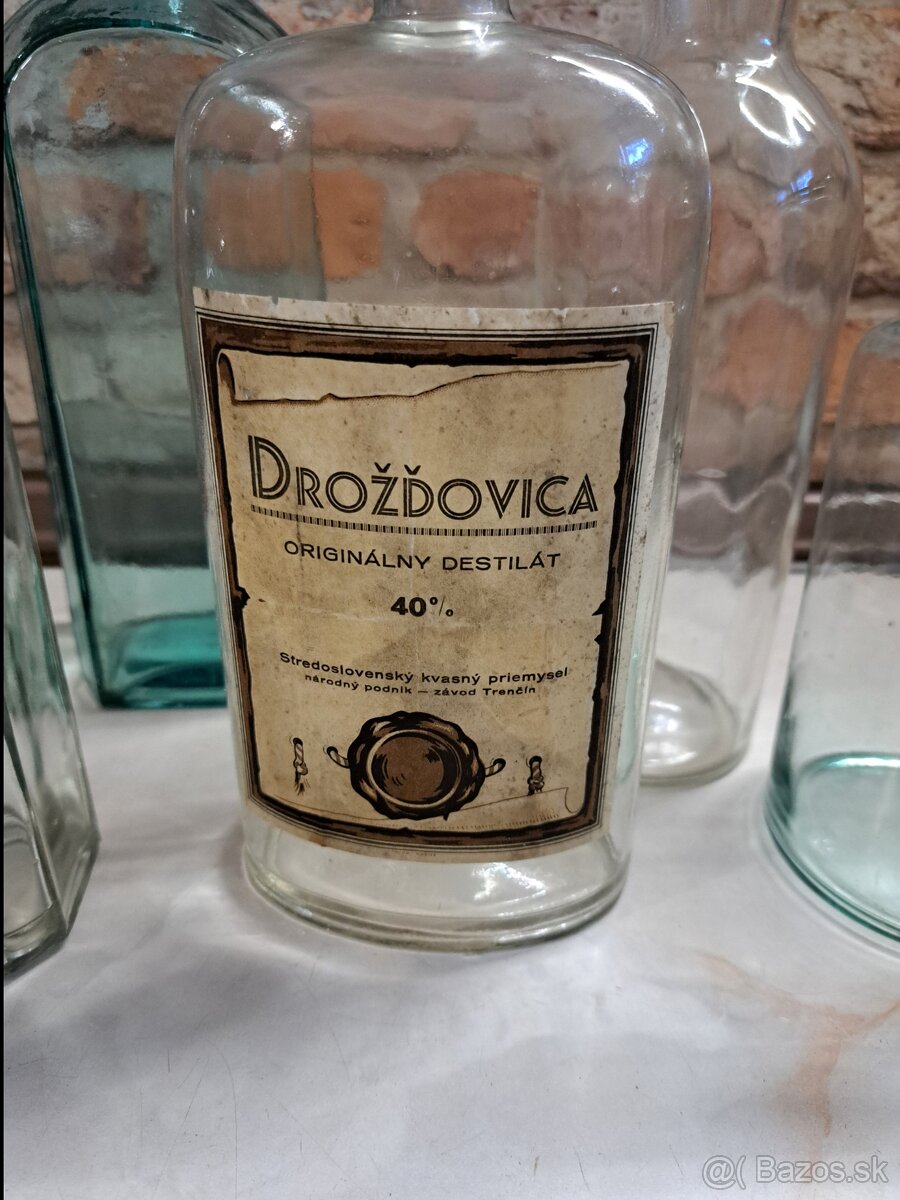 DROŽĎOVICA
ORIGINÁLNY DESTILÁT
40%
Stredoslovenský kvasný priemysel
národný podnik — závod Trenčín
@( Bazos.sk